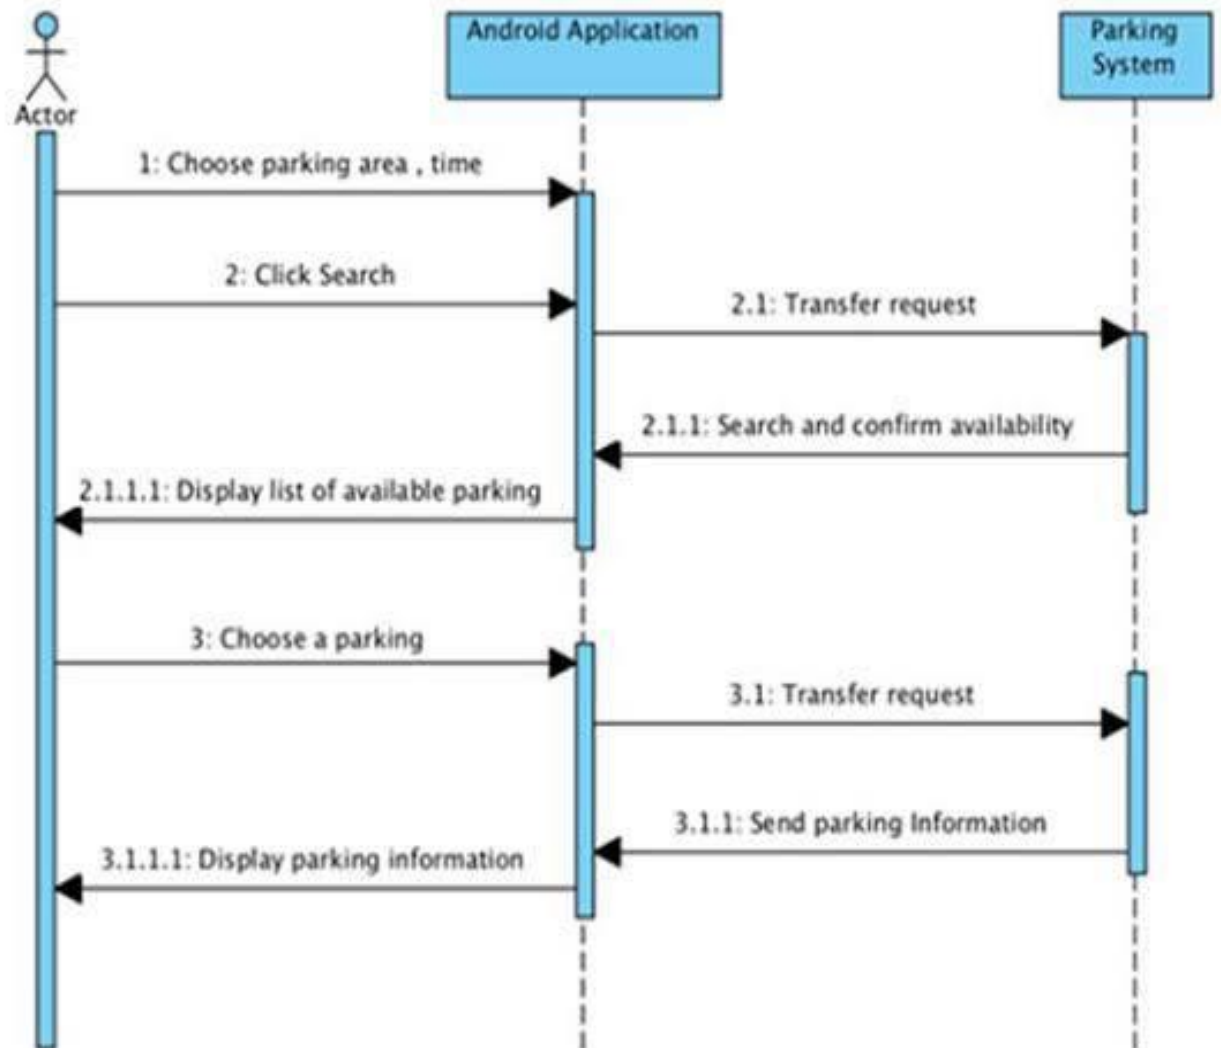 Android Application
Parking
System
Actor
1: Choose parking area , time
2: Click Search
2.1: Transfer request
2.1.1: Search and confirm availability
2.1.1.1: Display list of available parking
3: Choose a parking
3.1: Transfer request
3.1.1: Send parking Information
3.1.1.1: Display parking information